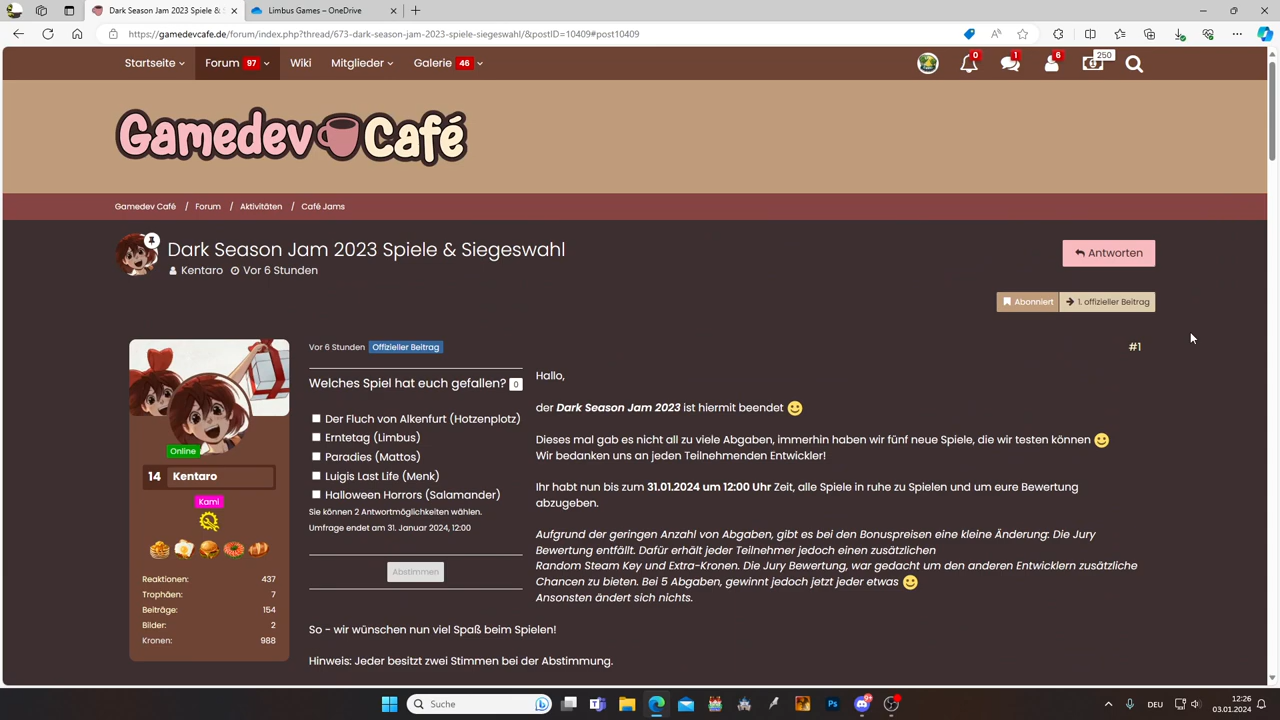 Dark Season Jam 2023 Spiele & S
Limbus Games – OneDrive
https://gamedevcafe.de/forum/index.php?thread/673-dark-season-jam-2023-spiele-siegeswahl/&postID=10409#post10409
Startseite Forum 97 Wiki Mitglieder Galerie 46 0 1 6 250
Gamedev Café
Gamedev Café / Forum / Aktivitäten / Café Jams
Dark Season Jam 2023 Spiele & Siegeswahl
Kentaro Vor 6 Stunden
Antworten
Abonniert 1. offizieller Beitrag
Vor 6 Stunden Offizieller Beitrag #1
Online
14 Kentaro
Kami
Reaktionen: 437
Trophäen: 7
Beiträge: 154
Bilder: 2
Kronen: 988
Welches Spiel hat euch gefallen? 0
Der Fluch von Alkenfurt (Hotzenplotz)
Erntetag (Limbus)
Paradies (Mattos)
Luigis Last Life (Menk)
Halloween Horrors (Salamander)
Sie können 2 Antwortmöglichkeiten wählen.
Umfrage endet am 31. Januar 2024, 12:00
Abstimmen
Hallo,
der Dark Season Jam 2023 ist hiermit beendet
Dieses mal gab es nicht all zu viele Abgaben, immerhin haben wir fünf neue Spiele, die wir testen können
Wir bedanken uns an jeden Teilnehmenden Entwickler!
Ihr habt nun bis zum 31.01.2024 um 12:00 Uhr Zeit, alle Spiele in ruhe zu Spielen und um eure Bewertung
abzugeben.
Aufgrund der geringen Anzahl von Abgaben, gibt es bei den Bonuspreisen eine kleine Änderung: Die Jury
Bewertung entfällt. Dafür erhält jeder Teilnehmer jedoch einen zusätzlichen
Random Steam Key und Extra-Kronen. Die Jury Bewertung, war gedacht um den anderen Entwicklern zusätzliche
Chancen zu bieten. Bei 5 Abgaben, gewinnt jedoch jetzt jeder etwas
Ansonsten ändert sich nichts.
So - wir wünschen nun viel Spaß beim Spielen!
Hinweis: Jeder besitzt zwei Stimmen bei der Abstimmung.
Suche
DEU
12:26
03.01.2024